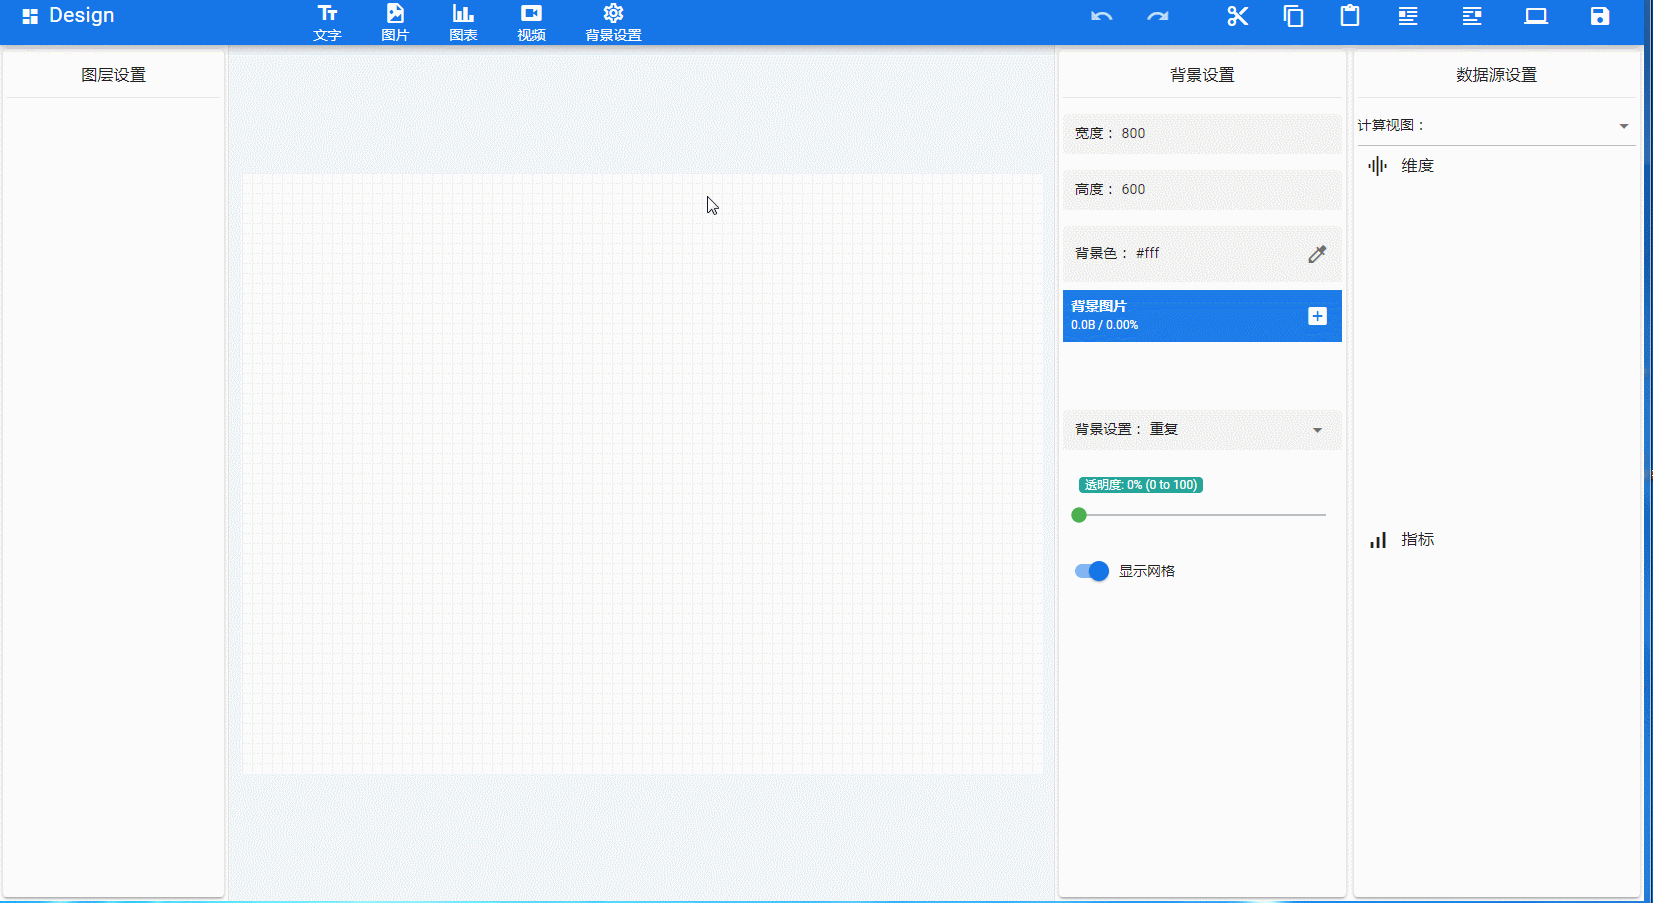 Design
文字
图片
图表
视频
背景设置
图层设置
背景设置
宽度： 800
高度： 600
背景色： #fff
背景图片
0.0B / 0.00%
背景设置： 重复
透明度: 0% (0 to 100)
显示网格
数据源设置
计算视图：
维度
指标